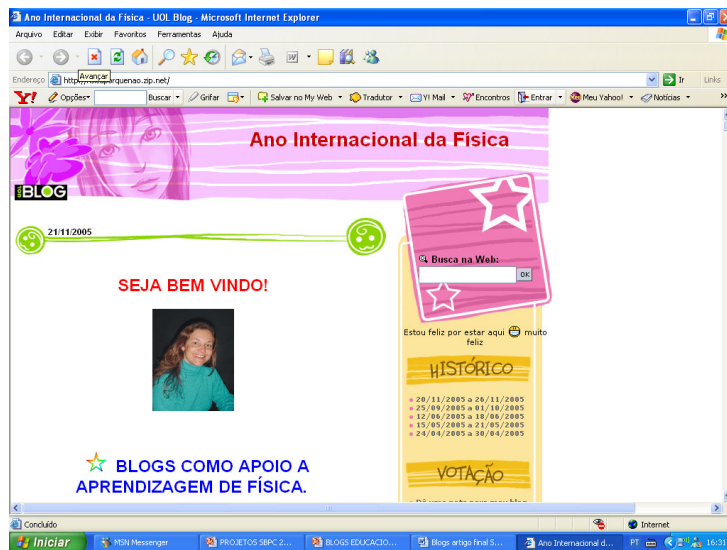 Ano Internacional da Física - UOL Blog - Microsoft Internet Explorer
Arquivo Editar Exibir Favoritos Ferramentas Ajuda
Endereço http:// arquenao.zip.net/ Ir Links
Avançar
Y! Opções Buscar Grifar Salvar no My Web Tradutor Y! Mail Encontros Entrar Meu Yahoo! Notícias »
Ano Internacional da Física
UOL BLOG
21/11/2005
Busca na Web:
OK
SEJA BEM VINDO!
Estou feliz por estar aqui muito
feliz
HISTÓRICO
20/11/2005 a 26/11/2005
25/09/2005 a 01/10/2005
12/06/2005 a 18/06/2005
15/05/2005 a 21/05/2005
24/04/2005 a 30/04/2005
BLOGS COMO APOIO A
APRENDIZAGEM DE FÍSICA.
VOTAÇÃO
Concluído Internet
Iniciar MSN Messenger PROJETOS SBPC 2... BLOGS EDUCACIO... Blogs artigo final S... Ano Internacional d... PT 16:31